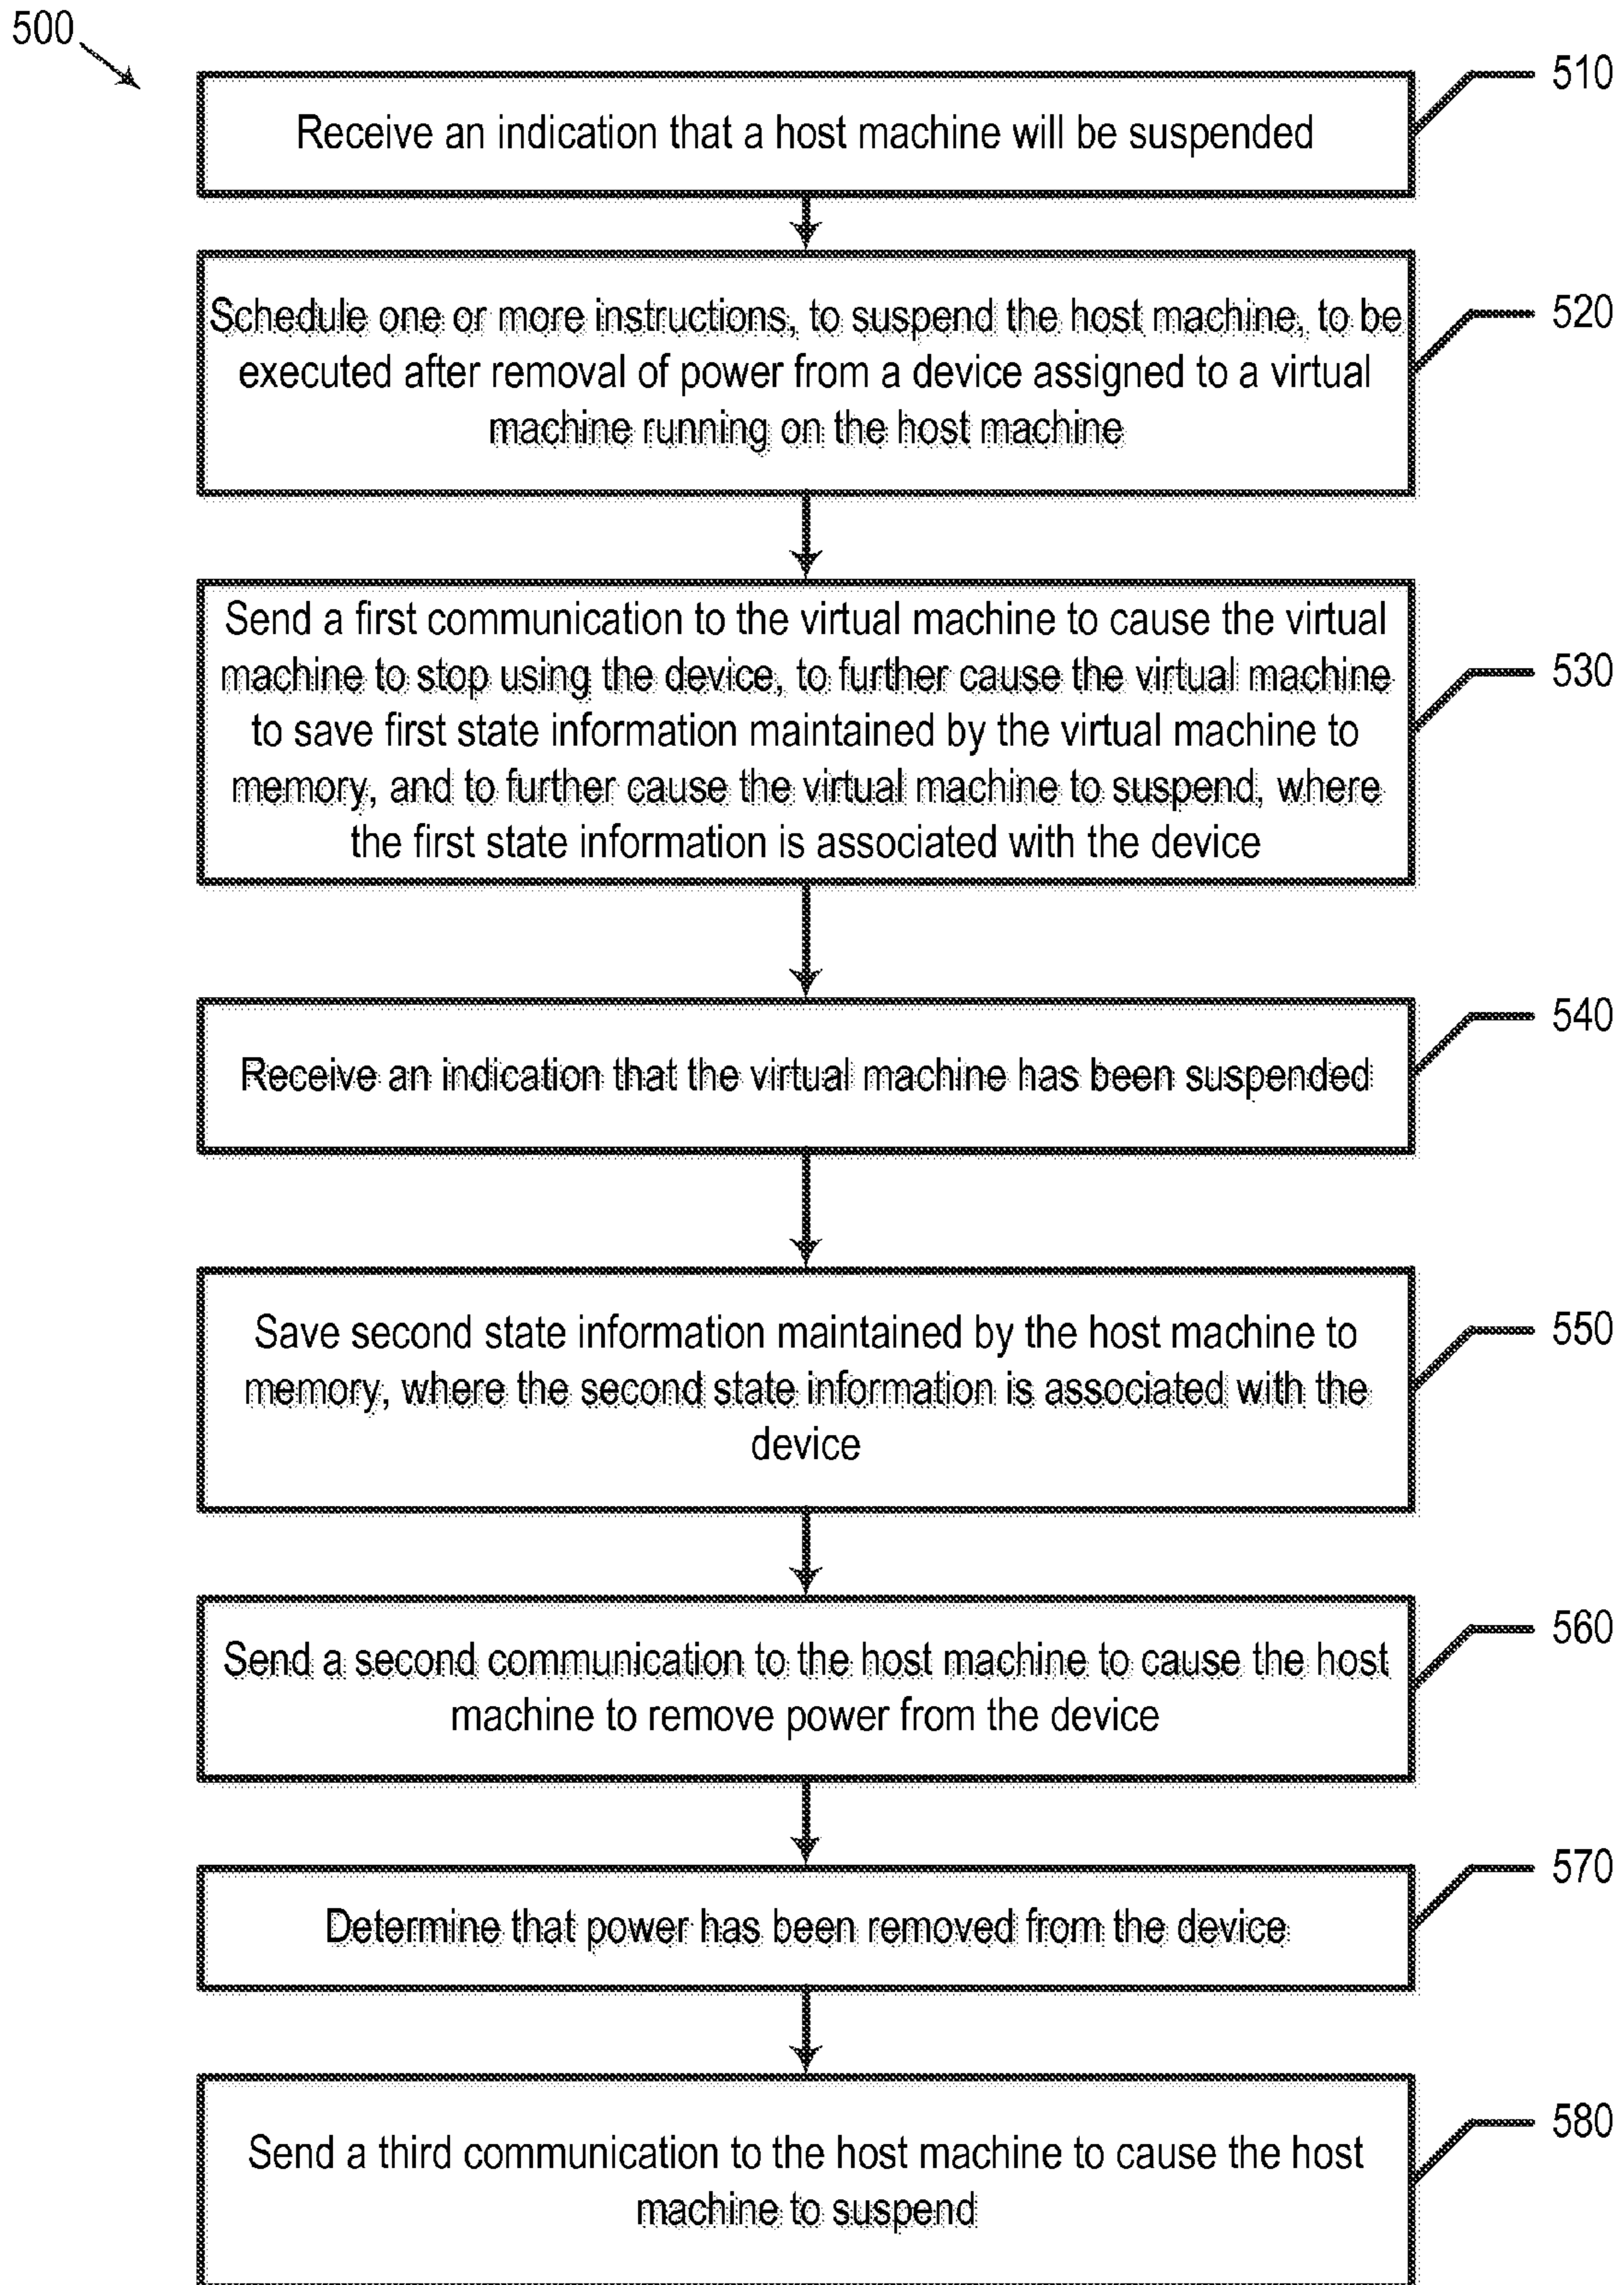 500
510
Receive an indication that a host machine will be suspended
520
Schedule one or more instructions, to suspend the host machine, to be
executed after removal of power from a device assigned to a virtual
machine running on the host machine
530
Send a first communication to the virtual machine to cause the virtual
machine to stop using the device, to further cause the virtual machine
to save first state information maintained by the virtual machine to
memory, and to further cause the virtual machine to suspend, where
the first state information is associated with the device
540
Receive an indication that the virtual machine has been suspended
550
Save second state information maintained by the host machine to
memory, where the second state information is associated with the
device
560
Send a second communication to the host machine to cause the host
machine to remove power from the device
570
Determine that power has been removed from the device
580
Send a third communication to the host machine to cause the host
machine to suspend